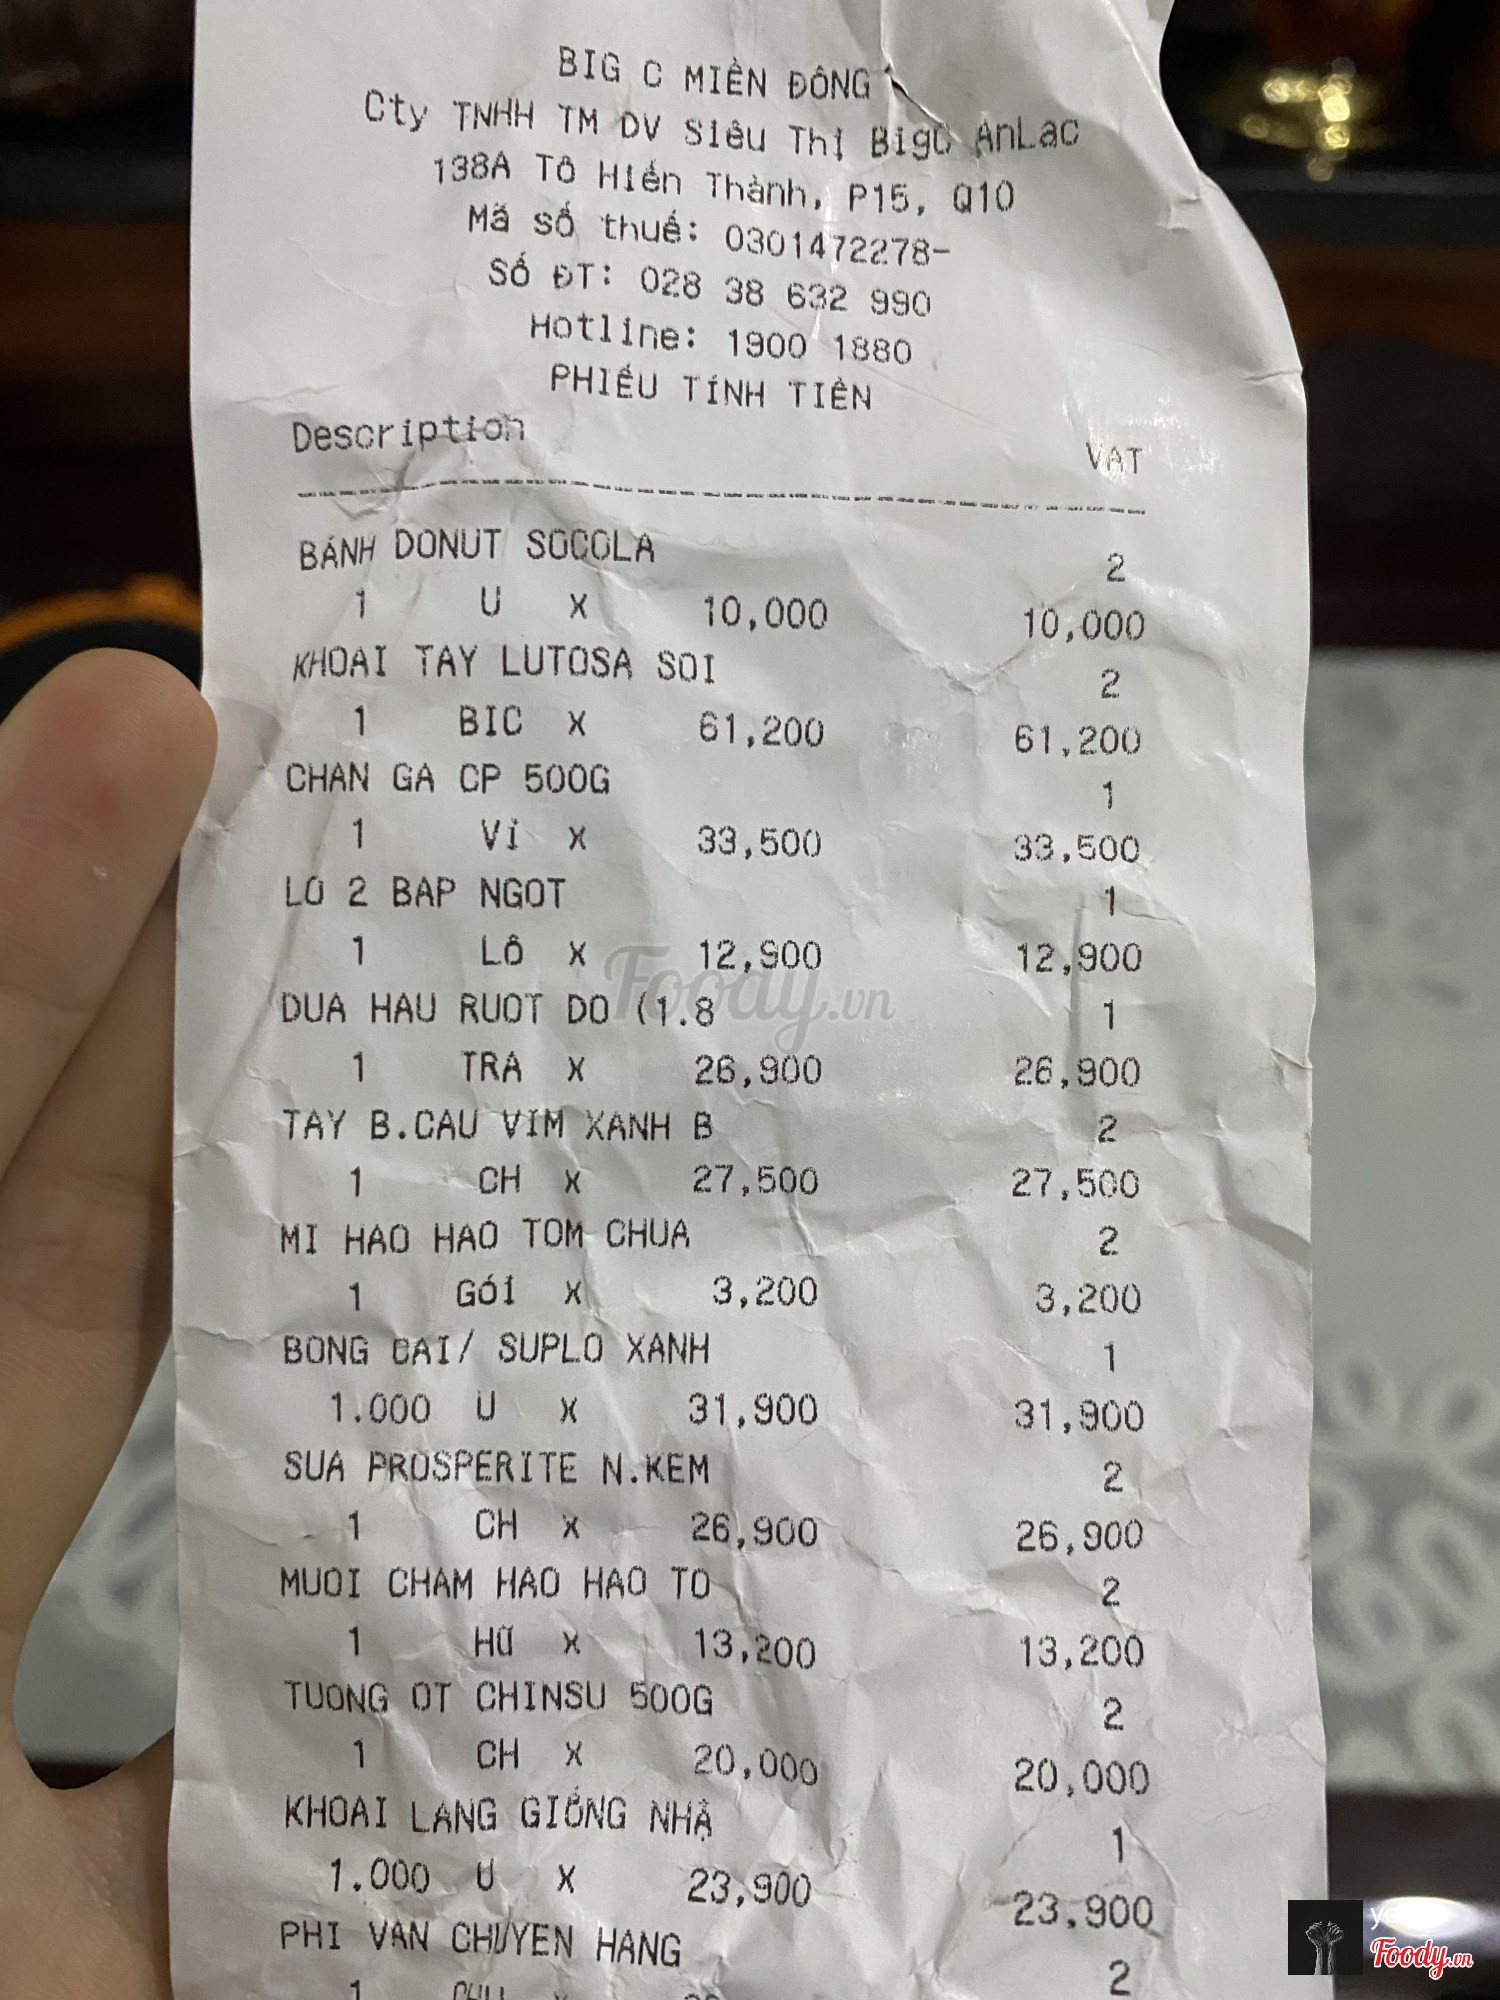 BIG C MIỀN ĐÔNG
Cty TNHH TM DV Siêu Thị BigC AnLac
138A Tô Hiến Thành, P15, Q10
Mã số thuế: 0301472278-
Số ĐT: 028 38 632 990
Hotline: 1900 1880
PHIẾU TÍNH TIỀN
Description VAT
BÁNH DONUT SOCOLA 2
1 U X 10,000 10,000
KHOAI TAY LUTOSA SOI 2
1 BIC X 61,200 61,200
CHAN GA CP 500G 1
1 Vỉ X 33,500 33,500
LO 2 BAP NGOT 1
1 LÔ X 12,900 12,900
DUA HAU RUOT DO (1.8 1
1 TRA X 26,900 26,900
TAY B.CAU VIM XANH B 2
1 CH X 27,500 27,500
MI HAO HAO TOM CHUA 2
1 GÓI X 3,200 3,200
BONG CAI/ SUPLO XANH 1
1.000 U X 31,900 31,900
SUA PROSPERITE N.KEM 2
1 CH X 26,900 26,900
MUOI CHAM HAO HAO TO 2
1 HŨ X 13,200 13,200
TUONG OT CHINSU 500G 2
1 CH X 20,000 20,000
KHOAI LANG GIỐNG NHẬ 1
1.000 U X 23,900 23,900
PHI VAN CHUYEN HANG 2
1
Foody.vn
Foody.vn